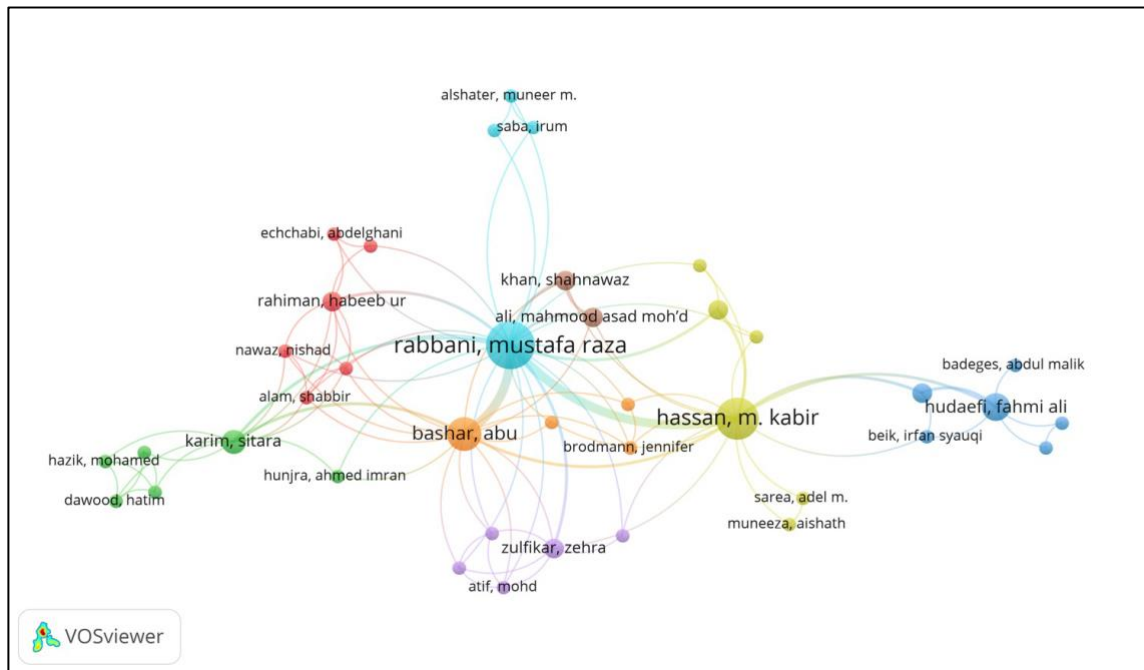 alshater, muneer m.
saba, irum
echchabi, abdelghani
khan, shahnawaz
rahiman, habeeb ur
ali, mahmood asad moh'd
rabbani, mustafa raza
nawaz, nishad
badeges, abdul malik
alam, shabbir
hudaefi, fahmi ali
hassan, m. kabir
bashar, abu
beik, irfan syauqi
karim, sitara
brodmann, jennifer
hazik, mohamed
hunjra, ahmed imran
dawood, hatim
sarea, adel m.
muneeza, aishath
zulfikar, zehra
atif, mohd
VOSviewer